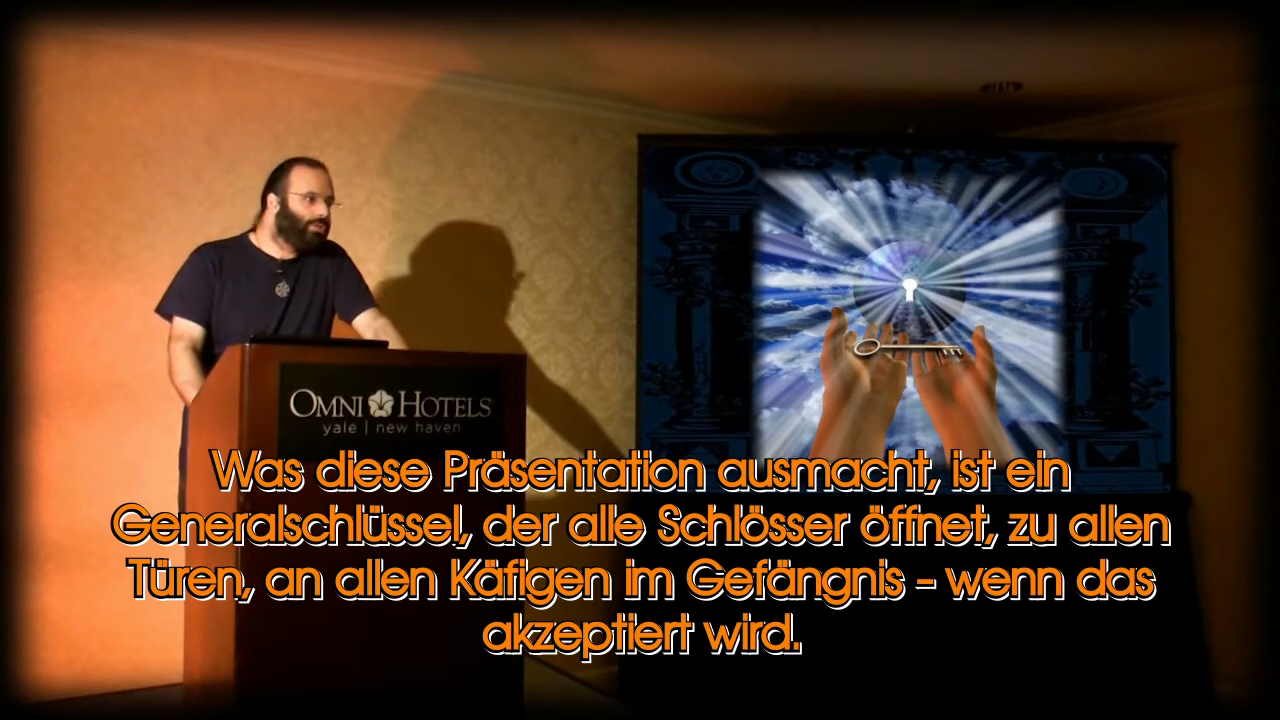 OMNI HOTELS
yale | new haven
Was diese Präsentation ausmacht, ist ein
Generalschlüssel, der alle Schlösser öffnet, zu allen
Türen, an allen Käfigen im Gefängnis - wenn das
akzeptiert wird.